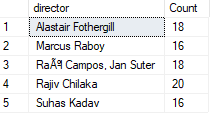 director Count
1 Alastair Fothergill 18
2 Marcus Raboy 16
3 RaÃºl Campos, Jan Suter 18
4 Rajiv Chilaka 20
5 Suhas Kadav 16